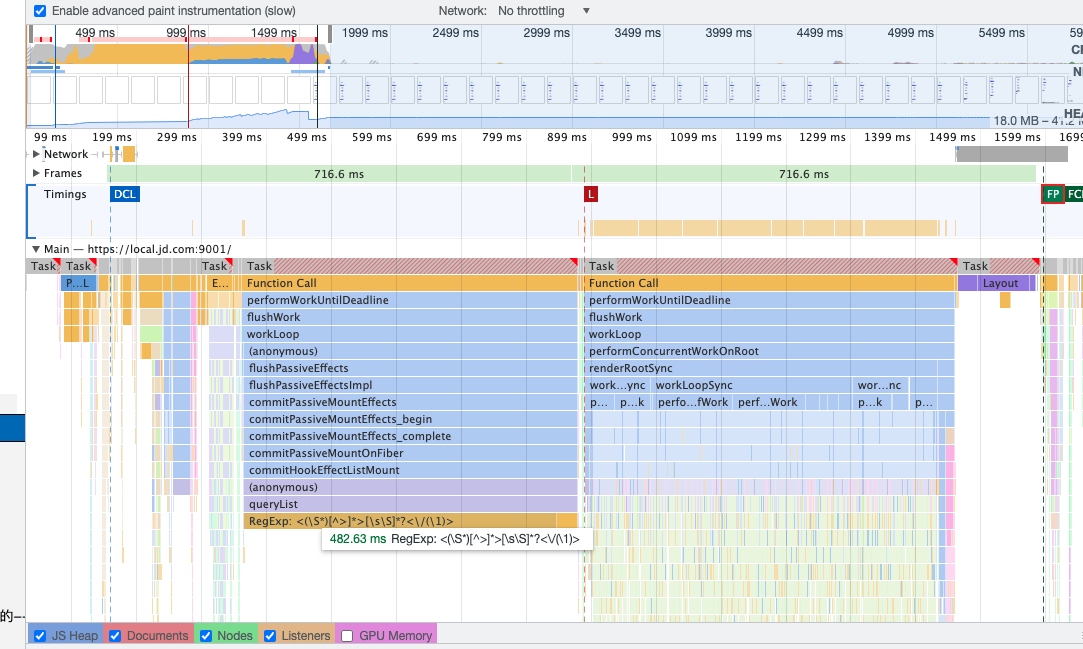 Enable advanced paint instrumentation (slow) Network: No throttling ▼
499 ms 999 ms 1499 ms 1999 ms 2499 ms 2999 ms 3499 ms 3999 ms 4499 ms 4999 ms 5499 ms 59
18.0 MB – 41.2 M
99 ms 199 ms 299 ms 399 ms 499 ms 599 ms 699 ms 799 ms 899 ms 999 ms 1099 ms 1199 ms 1299 ms 1399 ms 1499 ms 1599 ms 1699
▶ Network
▶ Frames 716.6 ms 716.6 ms
Timings DCL L FP FC
▼ Main — https://local.jd.com:9001/
Task Task Task Task Task Task
P...L E... Function Call Function Call Layout
performWorkUntilDeadline performWorkUntilDeadline
flushWork flushWork
workLoop workLoop
(anonymous) performConcurrentWorkOnRoot
flushPassiveEffects renderRootSync
flushPassiveEffectsImpl work...ync workLoopSync wor...nc
commitPassiveMountEffects p... p...k perfo...fWork perf...Work p...k p...
commitPassiveMountEffects_begin
commitPassiveMountEffects_complete
commitPassiveMountOnFiber
commitHookEffectListMount
(anonymous)
queryList
RegExp: <(\S*)[^>]*>[\s\S]*?<\/(\1)>
482.63 ms RegExp: <(\S*)[^>]*>[\s\S]*?<\/(\1)>
的--
JS Heap Documents Nodes Listeners GPU Memory